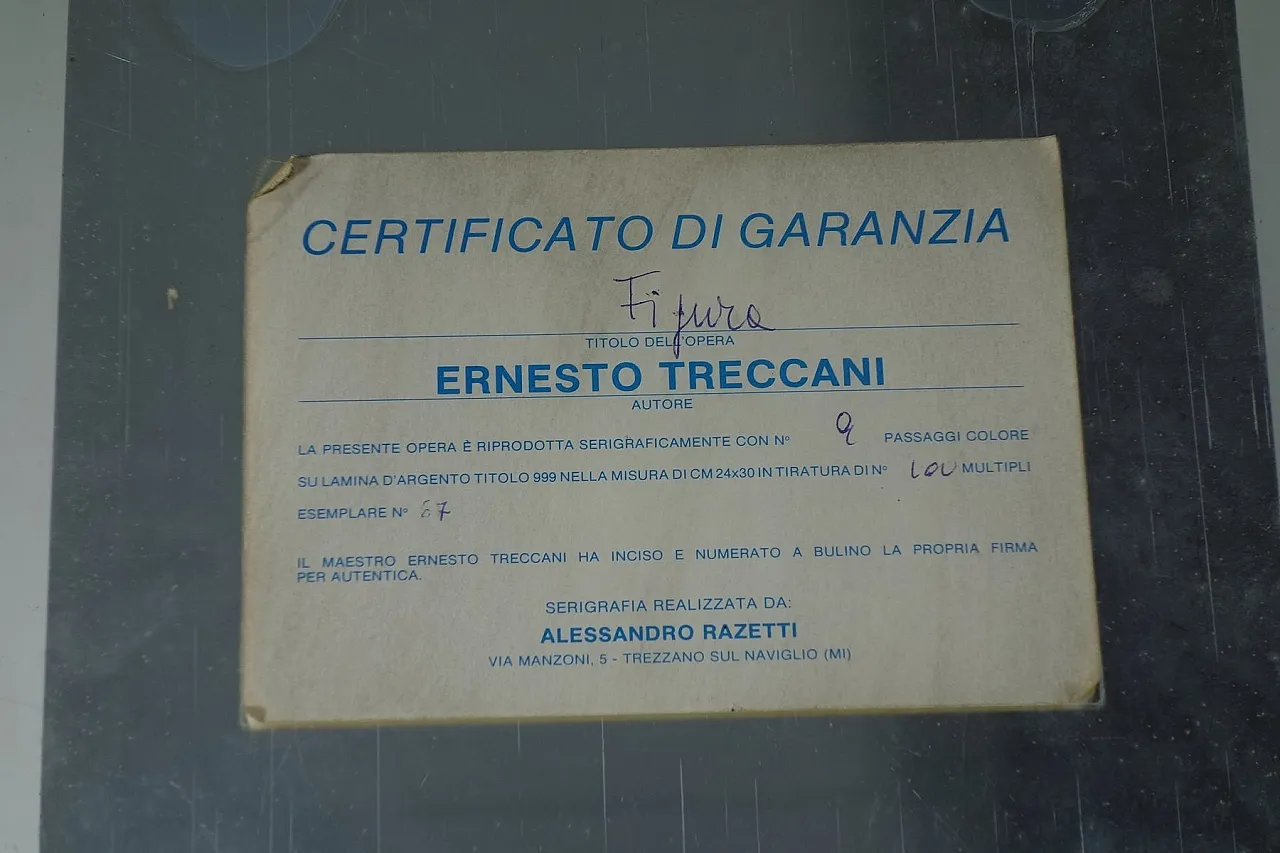 CERTIFICATO DI GARANZIA
Figura
TITOLO DELL'OPERA
ERNESTO TRECCANI
AUTORE
LA PRESENTE OPERA È RIPRODOTTA SERIGRAFICAMENTE CON N° 9 PASSAGGI COLORE
SU LAMINA D'ARGENTO TITOLO 999 NELLA MISURA DI CM 24x30 IN TIRATURA DI N° 100 MULTIPLI
ESEMPLARE N°
IL MAESTRO ERNESTO TRECCANI HA INCISO E NUMERATO A BULINO LA PROPRIA FIRMA
PER AUTENTICA.
SERIGRAFIA REALIZZATA DA:
ALESSANDRO RAZETTI
VIA MANZONI, 5 - TREZZANO SUL NAVIGLIO (MI)